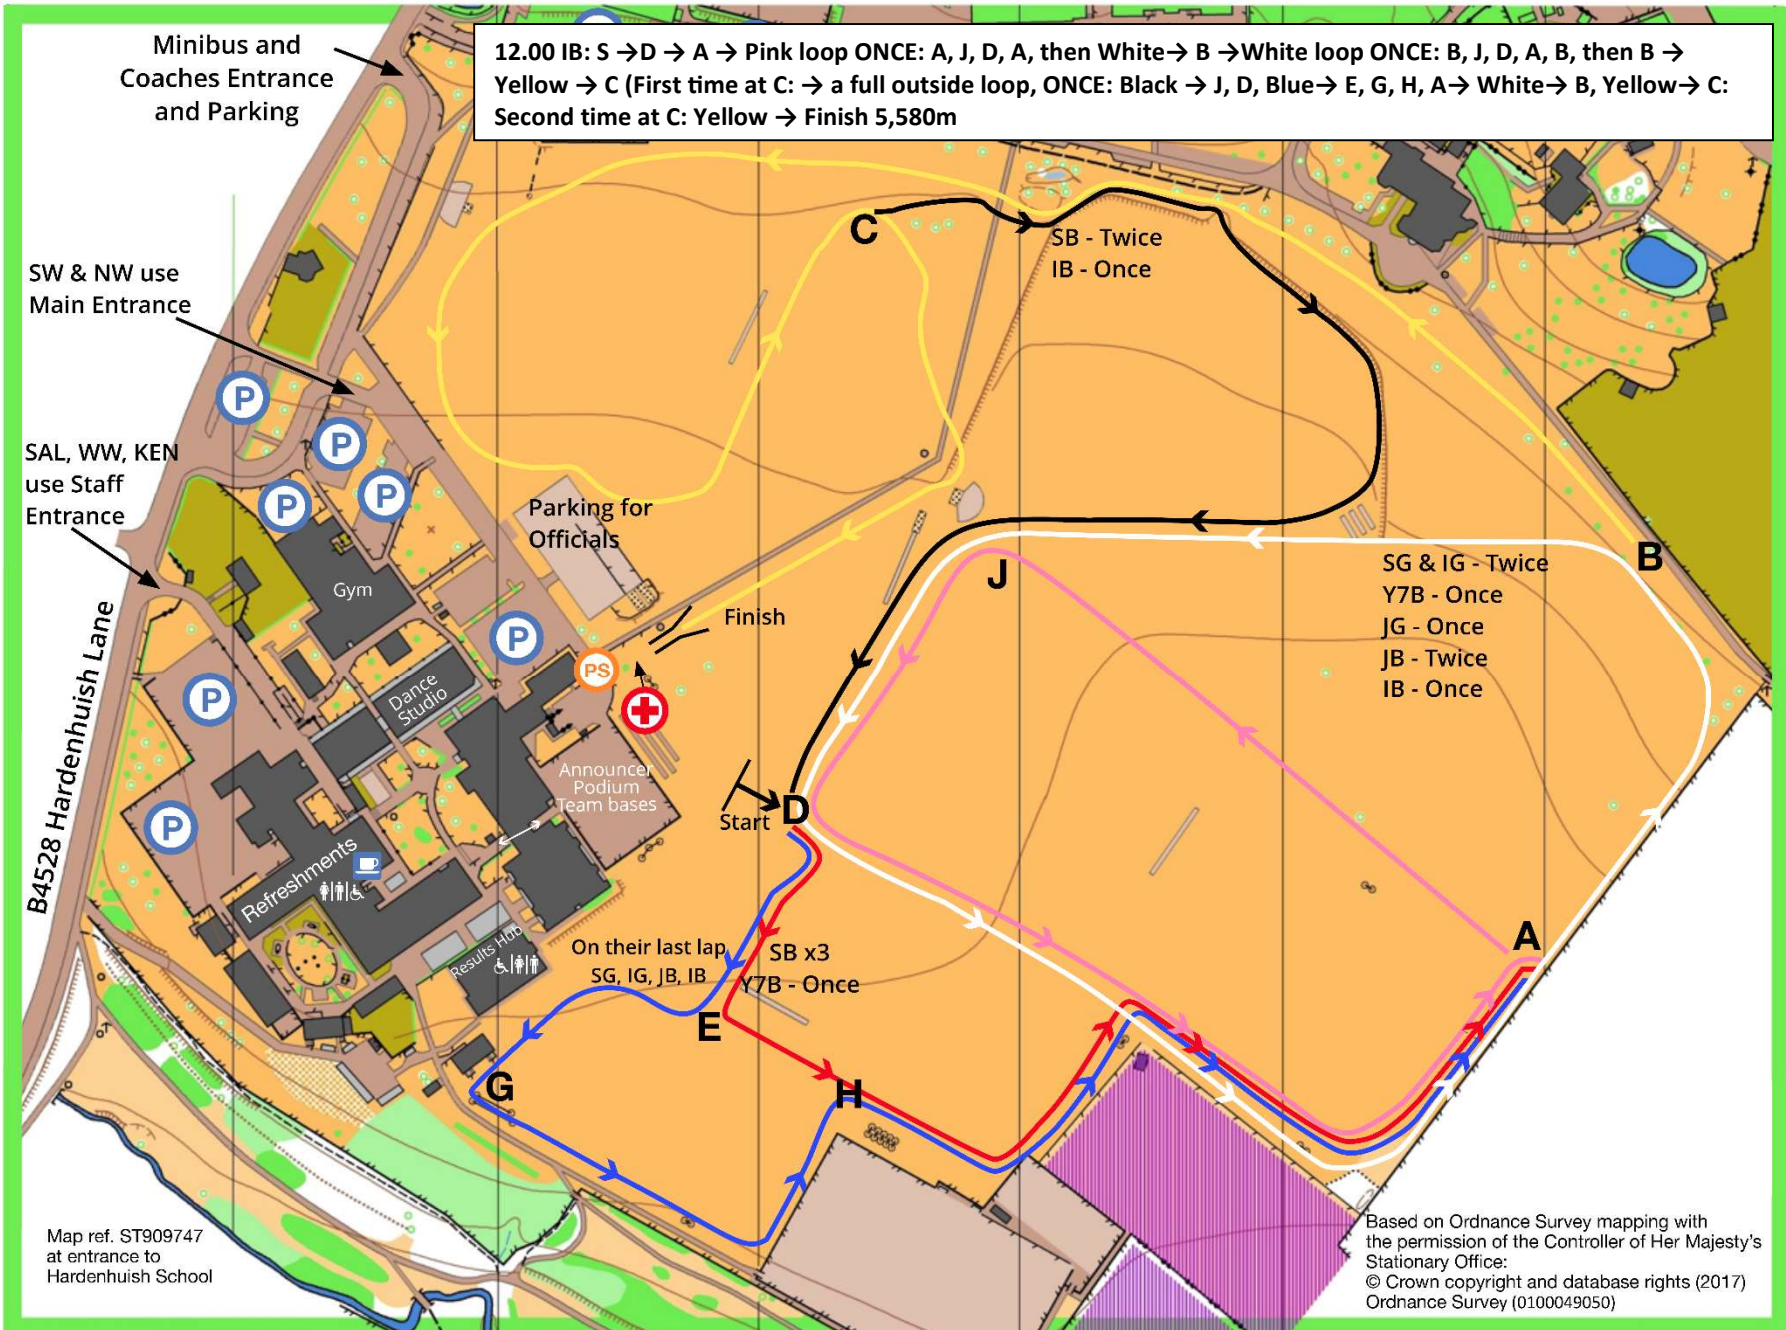 12.00 IB: S →D → A → Pink loop ONCE: A, J, D, A, then White→ B →White loop ONCE: B, J, D, A, B, then B →
Yellow → C (First time at C: → a full outside loop, ONCE: Black → J, D, Blue→ E, G, H, A→ White→ B, Yellow→ C:
Second time at C: Yellow → Finish 5,580m
Minibus and
Coaches Entrance
and Parking
SW & NW use
Main Entrance
SAL, WW, KEN
use Staff
Entrance
B4528 Hardenhuish Lane
C
SB - Twice
IB - Once
P
P
P
P
Parking for
Officials
Gym
P
Finish
PS
J
B
SG & IG - Twice
Y7B - Once
JG - Once
JB - Twice
IB - Once
P
Dance
Studio
Announcer
Podium
Team bases
Start
D
P
Refreshments
Results Hub
On their last lap
SG, IG, JB, IB
SB x3
Y7B - Once
A
E
G
H
Map ref. ST909747
at entrance to
Hardenhuish School
Based on Ordnance Survey mapping with
the permission of the Controller of Her Majesty's
Stationary Office:
© Crown copyright and database rights (2017)
Ordnance Survey (0100049050)